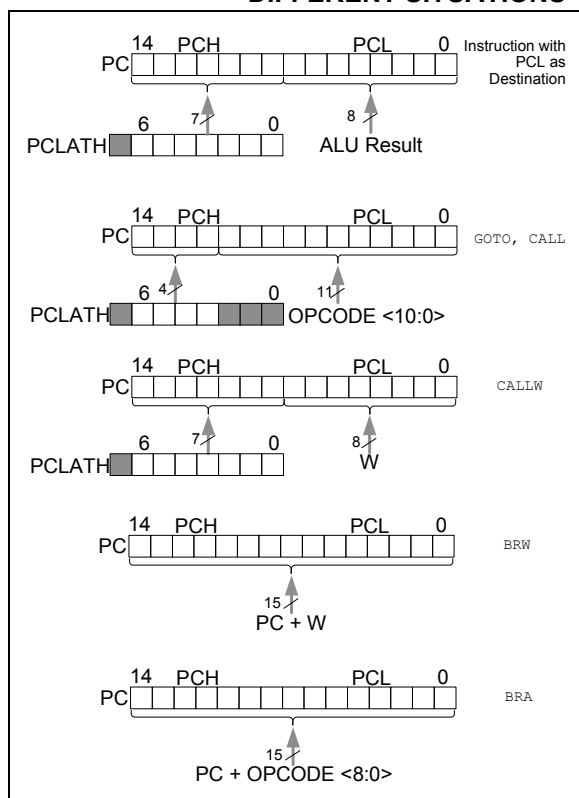 DIFFERENT SITUATIONS
14 PCH PCL 0
PC
Instruction with
PCL as
Destination
7 8
6 0
PCLATH
ALU Result
14 PCH PCL 0
PC
GOTO, CALL
4 11
6 0
PCLATH
OPCODE <10:0>
14 PCH PCL 0
PC
CALLW
7 8
6 0
PCLATH
W
14 PCH PCL 0
PC
BRW
15
PC + W
14 PCH PCL 0
PC
BRA
15
PC + OPCODE <8:0>